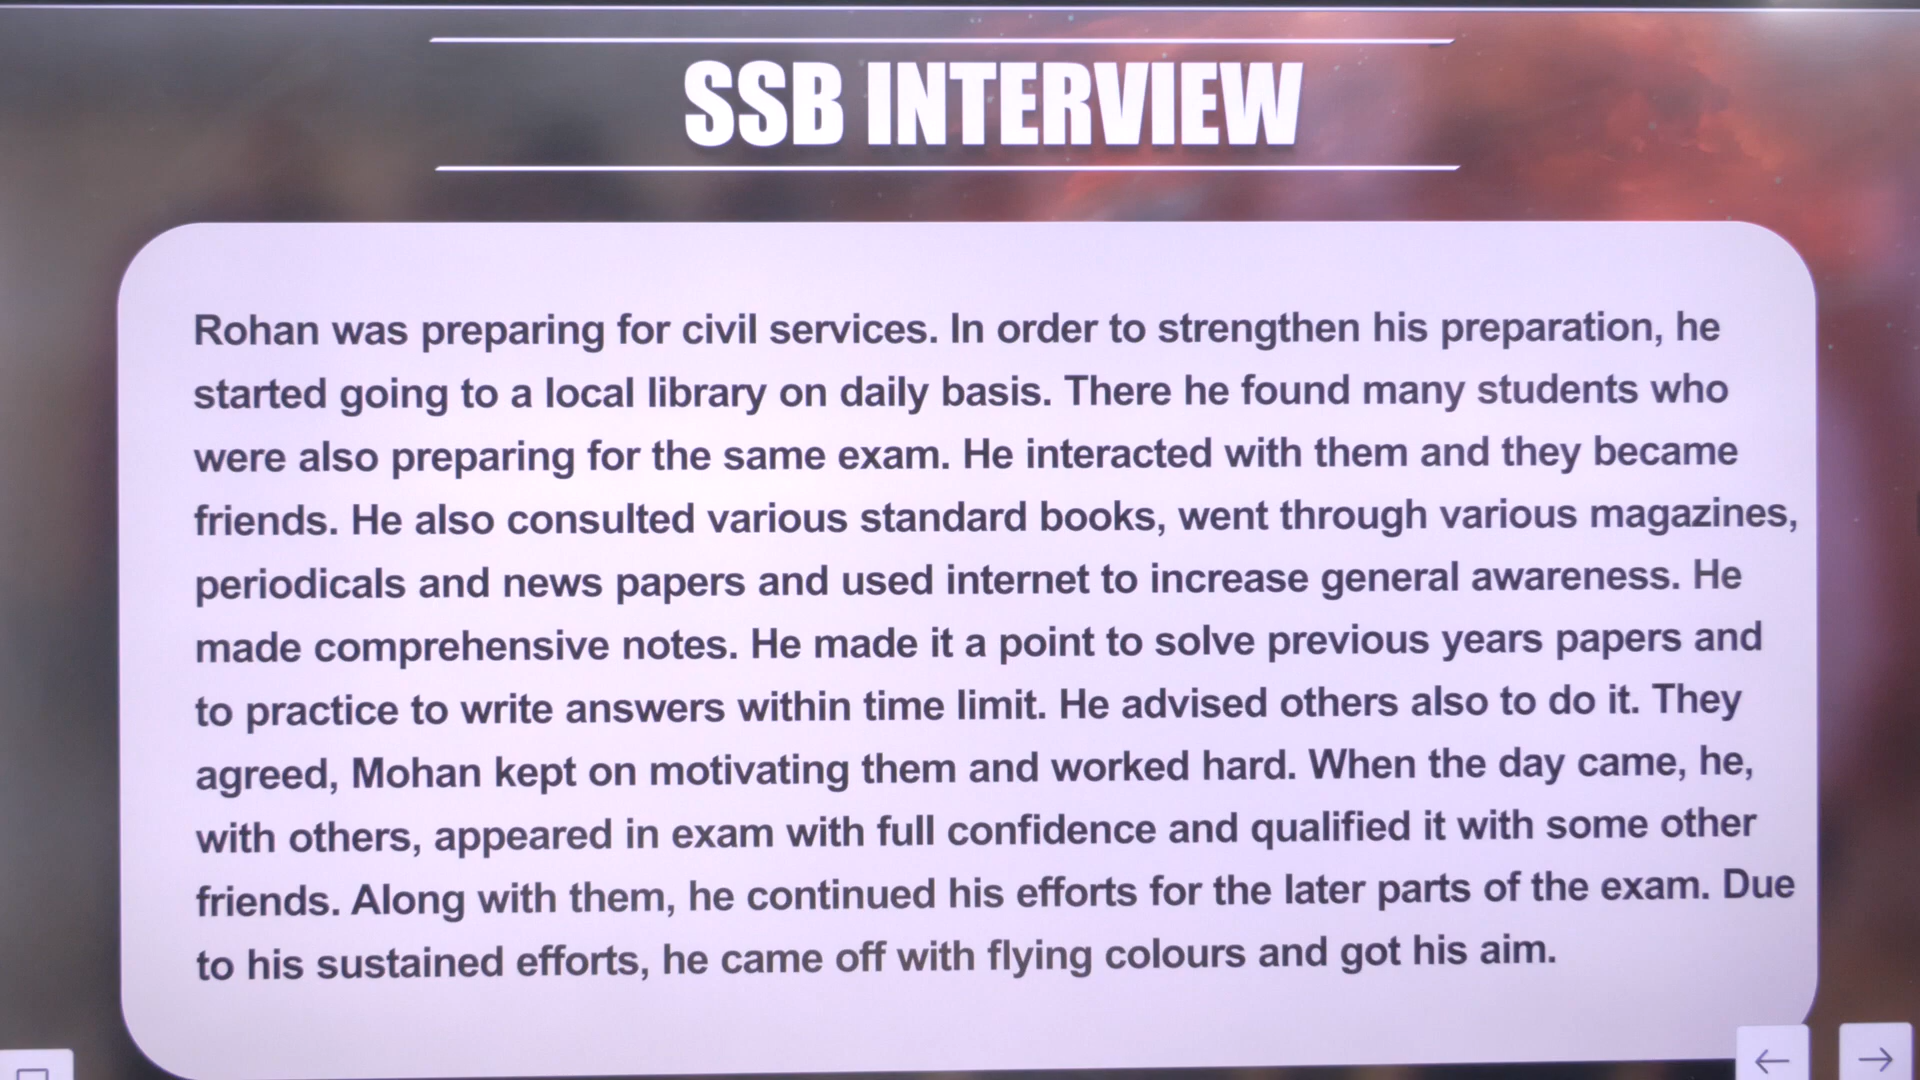 SSB INTERVIEW
Rohan was preparing for civil services. In order to strengthen his preparation, he
started going to a local library on daily basis. There he found many students who
were also preparing for the same exam. He interacted with them and they became
friends. He also consulted various standard books, went through various magazines,
periodicals and news papers and used internet to increase general awareness. He
made comprehensive notes. He made it a point to solve previous years papers and
to practice to write answers within time limit. He advised others also to do it. They
agreed, Mohan kept on motivating them and worked hard. When the day came, he,
with others, appeared in exam with full confidence and qualified it with some other
friends. Along with them, he continued his efforts for the later parts of the exam. Due
to his sustained efforts, he came off with flying colours and got his aim.